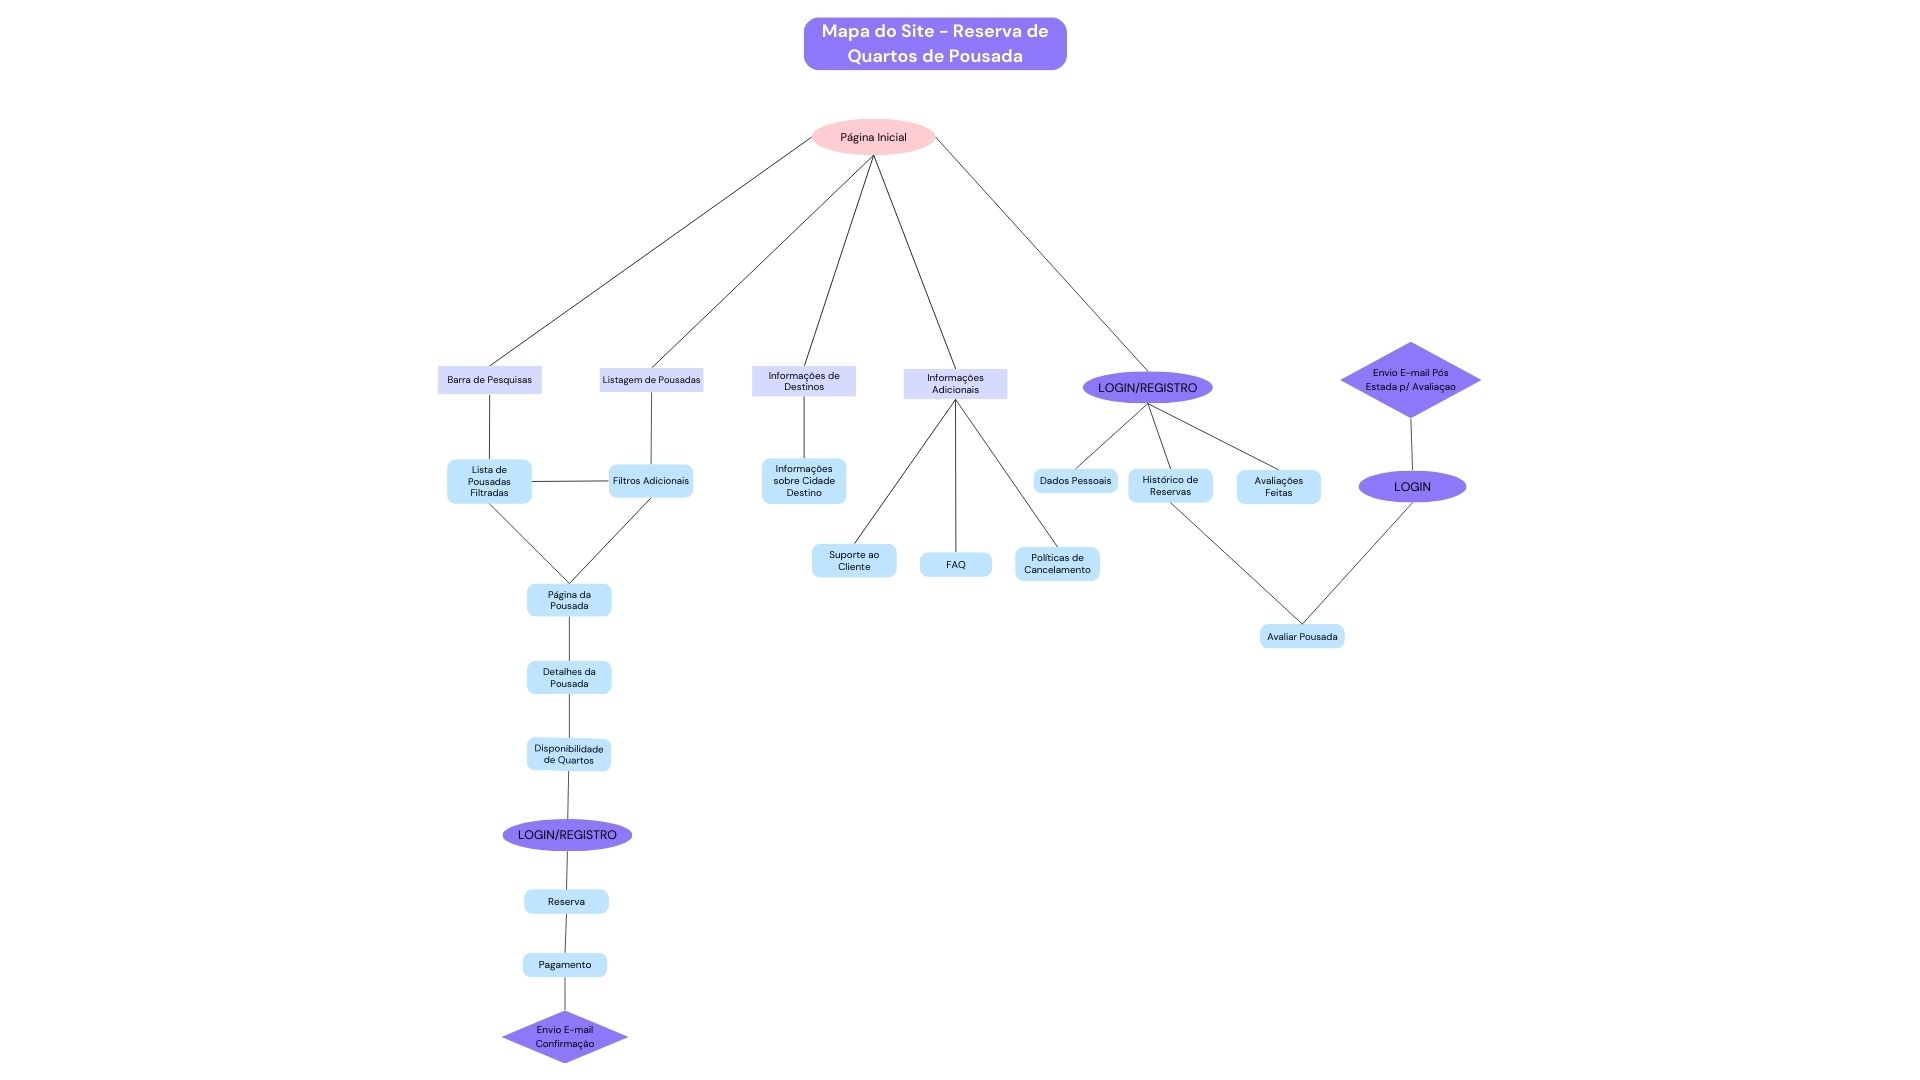 Mapa do Site - Reserva de
Quartos de Pousada
Página Inicial
Barra de Pesquisas
Listagem de Pousadas
Informações de
Destinos
Informações
Adicionais
LOGIN/REGISTRO
Envio E-mail Pós
Estada p/ Avaliaçao
Lista de
Pousadas
Filtradas
Filtros Adicionais
Informações
sobre Cidade
Destino
Dados Pessoais
Histórico de
Reservas
Avaliações
Feitas
LOGIN
Suporte ao
Cliente
FAQ
Políticas de
Cancelamento
Página da
Pousada
Avaliar Pousada
Detalhes da
Pousada
Disponibilidade
de Quartos
LOGIN/REGISTRO
Reserva
Pagamento
Envio E-mail
Confirmação